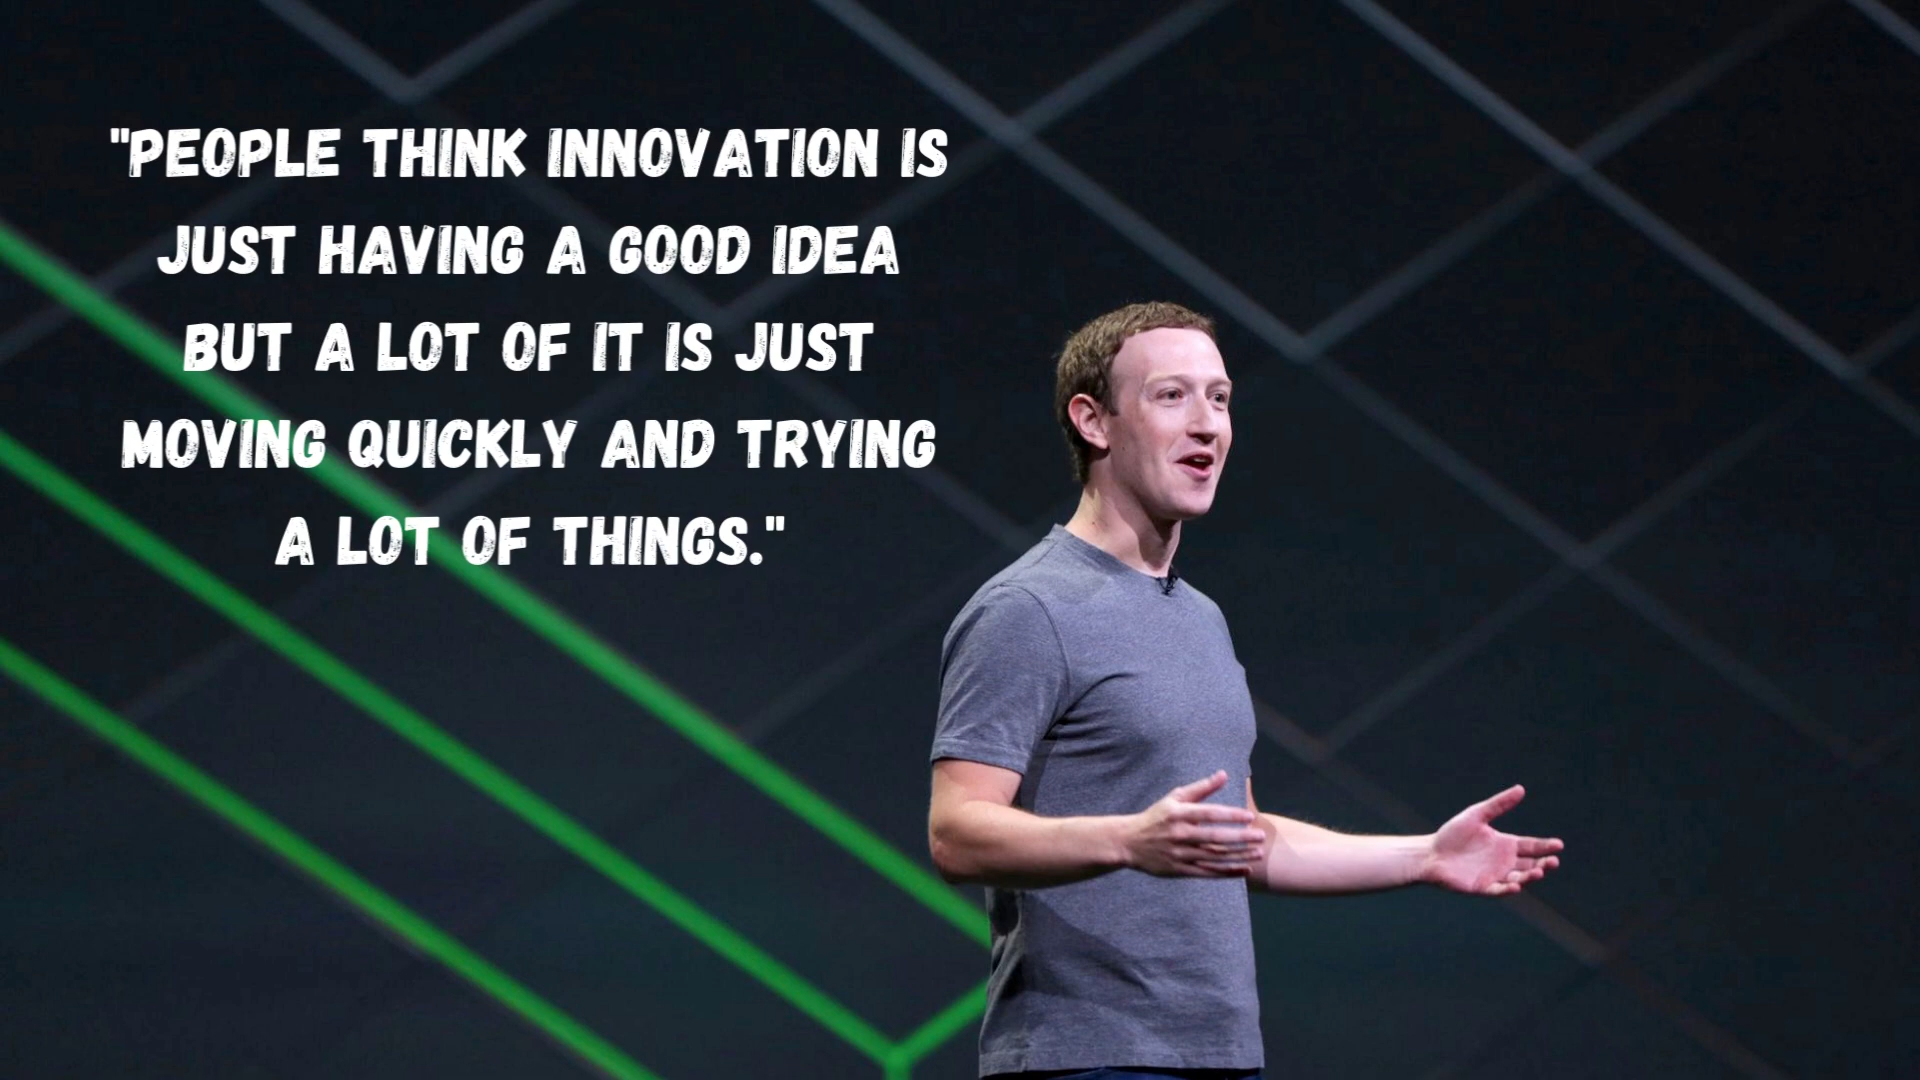 "PEOPLE THINK INNOVATION IS
JUST HAVING A GOOD IDEA
BUT A LOT OF IT IS JUST
MOVING QUICKLY AND TRYING
A LOT OF THINGS."